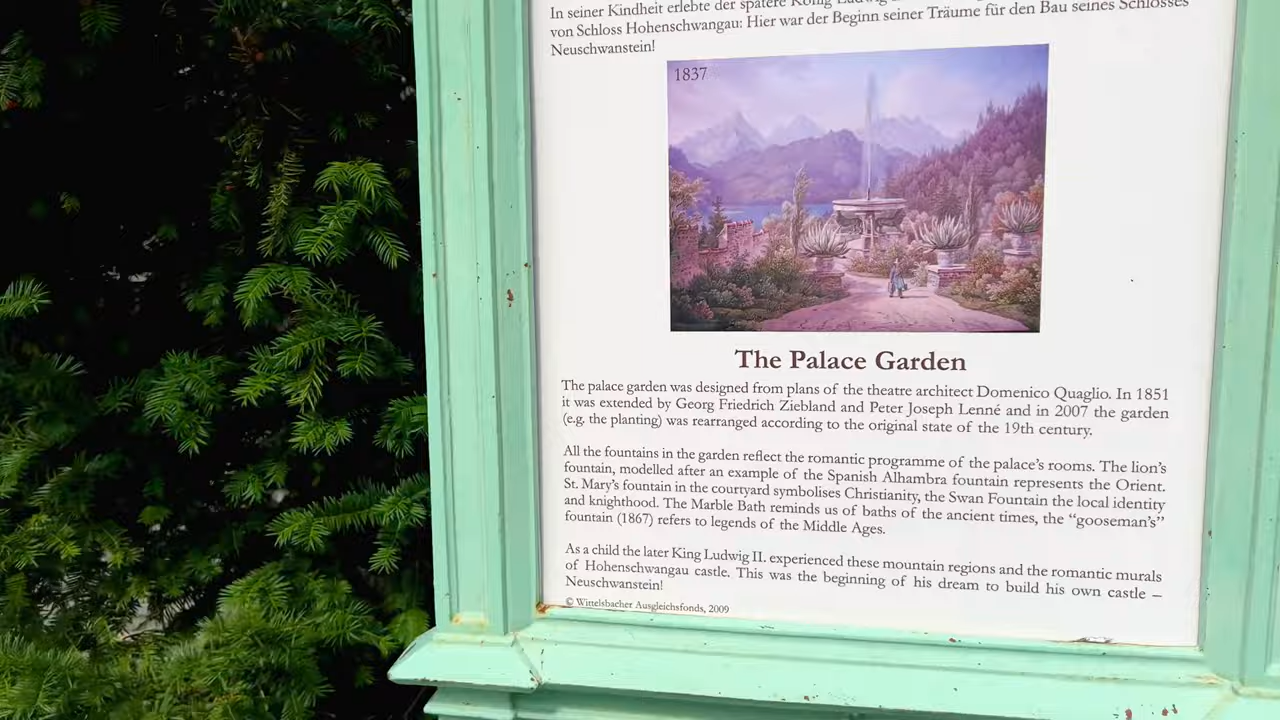 In seiner Kindheit erlebte der spätere König Ludwig
von Schloss Hohenschwangau: Hier war der Beginn seiner Träume für den Bau seines Schlosses
Neuschwanstein!
1837
The Palace Garden
The palace garden was designed from plans of the theatre architect Domenico Quaglio. In 1851
it was extended by Georg Friedrich Ziebland and Peter Joseph Lenné and in 2007 the garden
(e.g. the planting) was rearranged according to the original state of the 19th century.
All the fountains in the garden reflect the romantic programme of the palace's rooms. The lion's
fountain, modelled after an example of the Spanish Alhambra fountain represents the Orient.
St. Mary's fountain in the courtyard symbolises Christianity, the Swan Fountain the local identity
and knighthood. The Marble Bath reminds us of baths of the ancient times, the “gooseman's”
fountain (1867) refers to legends of the Middle Ages.
As a child the later King Ludwig II. experienced these mountain regions and the romantic murals
of Hohenschwangau castle. This was the beginning of his dream to build his own castle –
Neuschwanstein!
© Wittelsbacher Ausgleichsfonds, 2009